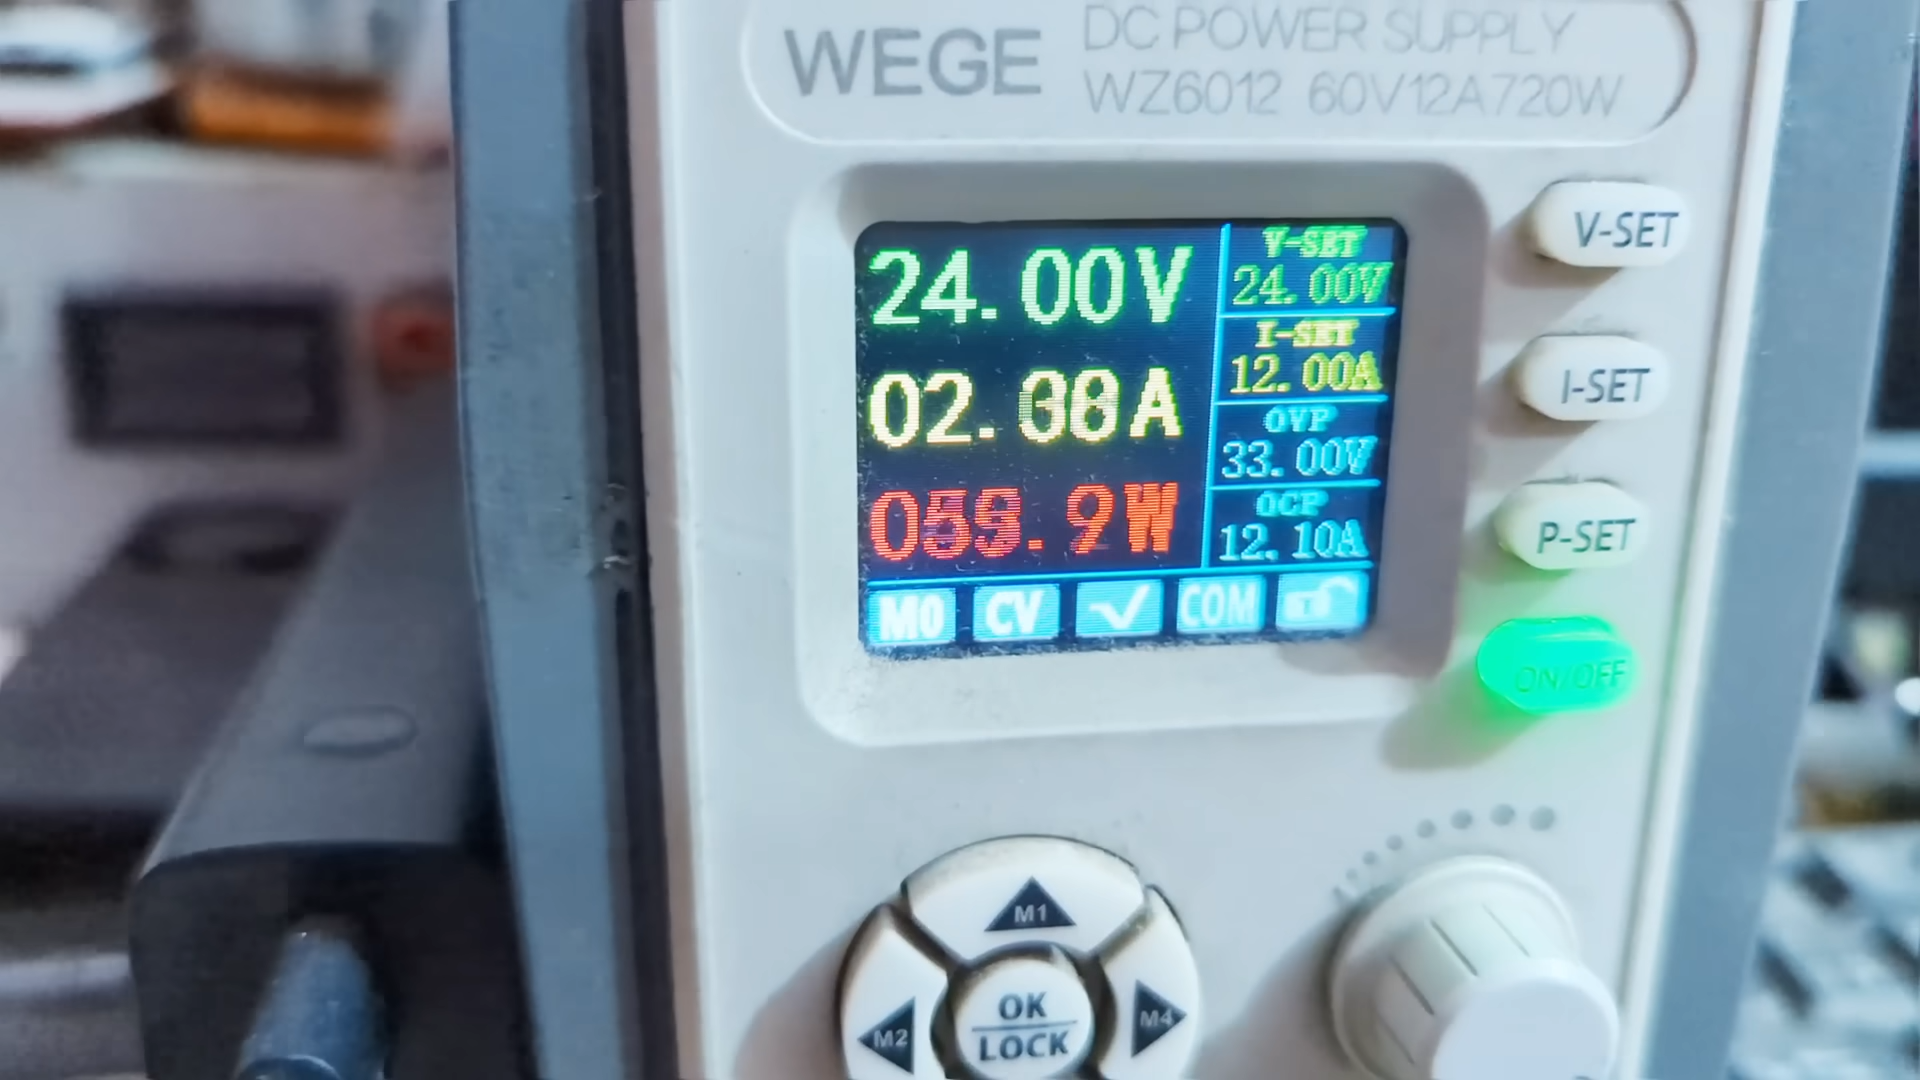 WEGE
DC POWER SUPPLY
WZ6012 60V12A720W
24.00V
V-SET
24.00V
I-SET
12.00A
OVP
33.00V
OCP
12.10A
M0
CV
COM
V-SET
I-SET
P-SET
ON/OFF
M1
M2
OK
LOCK
M4